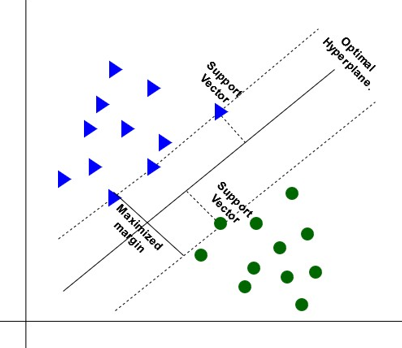 Optimal
Hyperplane.
Support
Vector.
Support
Vector
Maximized
margin